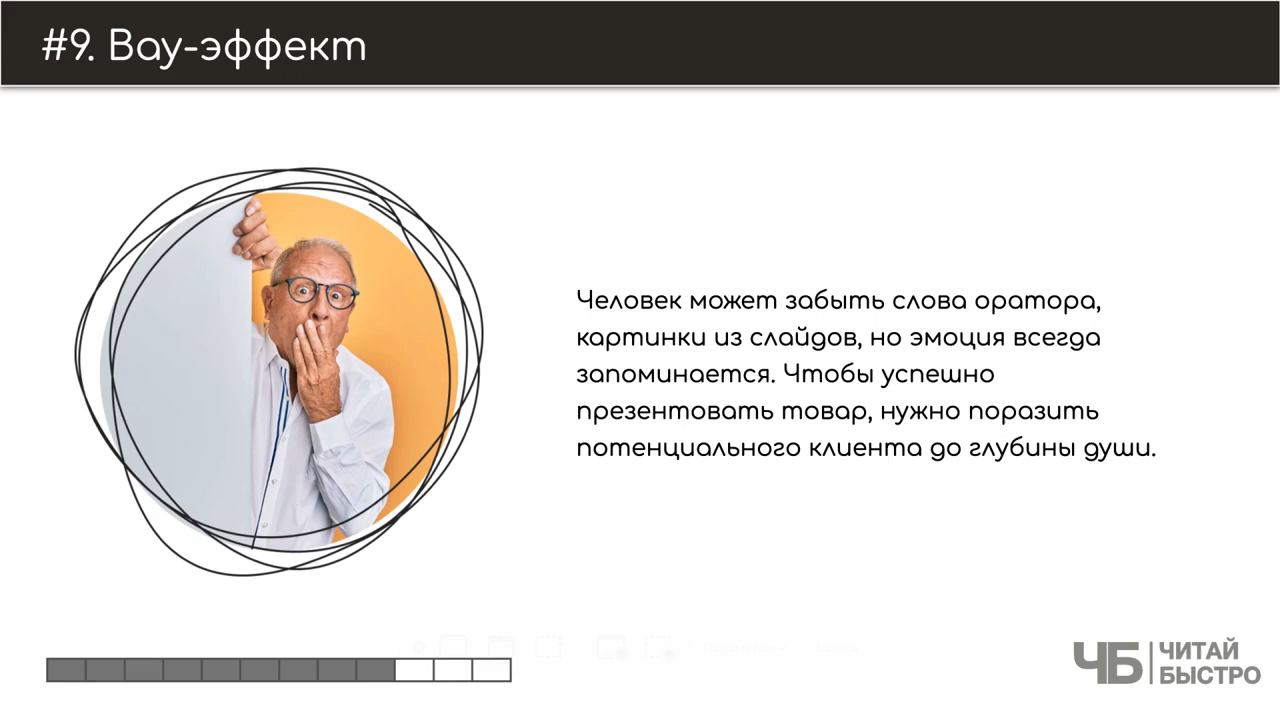 #9. Вау-эффект
Человек может забыть слова оратора,
картинки из слайдов, но эмоция всегда
запоминается. Чтобы успешно
презентовать товар, нужно поразить
потенциального клиента до глубины души.
ЧБ
ЧИТАЙ
БЫСТРО